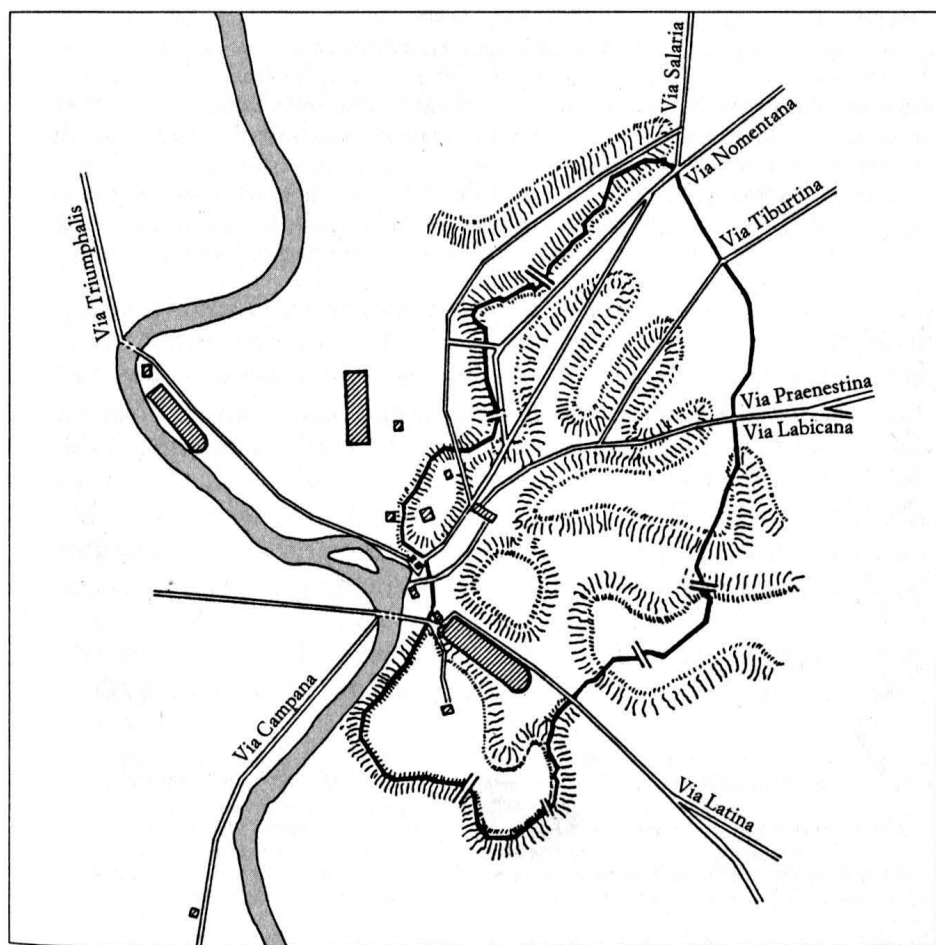 Via Salaria
Via Nomentana
Via Tiburtina
Via Triumphalis
Via Praenestina
Via Labicana
Via Campana
Via Latina